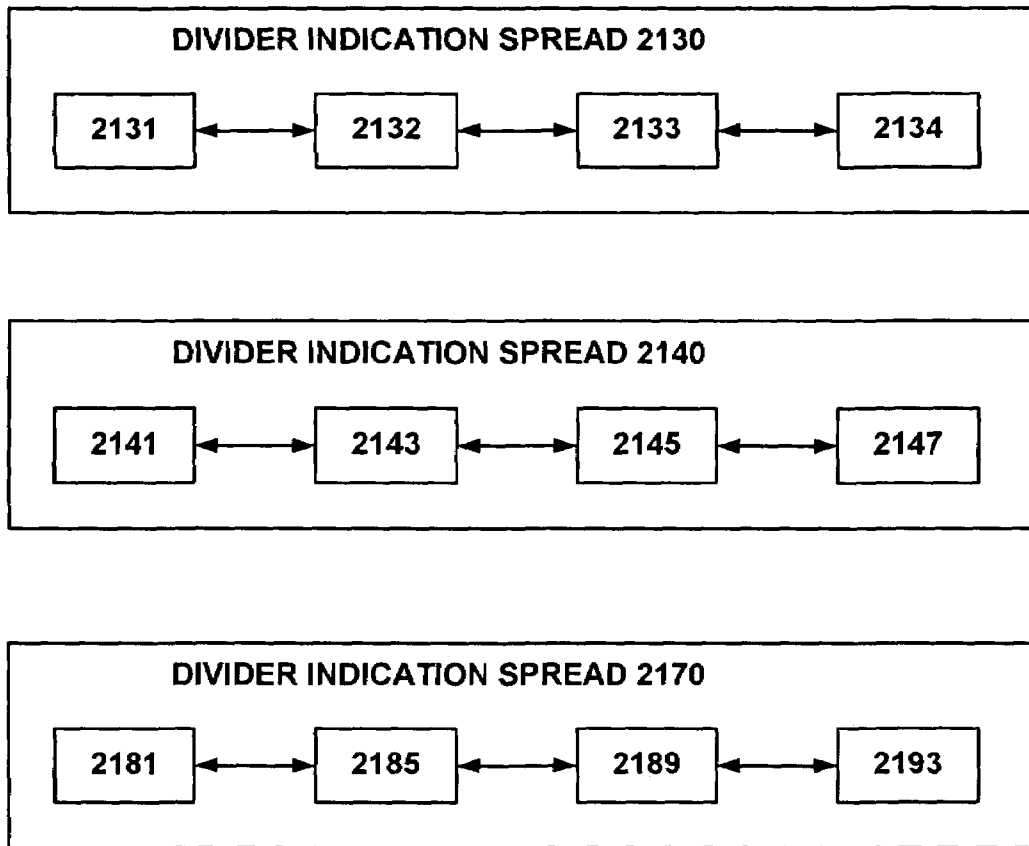 DIVIDER INDICATION SPREAD 2130
2131 2132 2133 2134
DIVIDER INDICATION SPREAD 2140
2141 2143 2145 2147
DIVIDER INDICATION SPREAD 2170
2181 2185 2189 2193